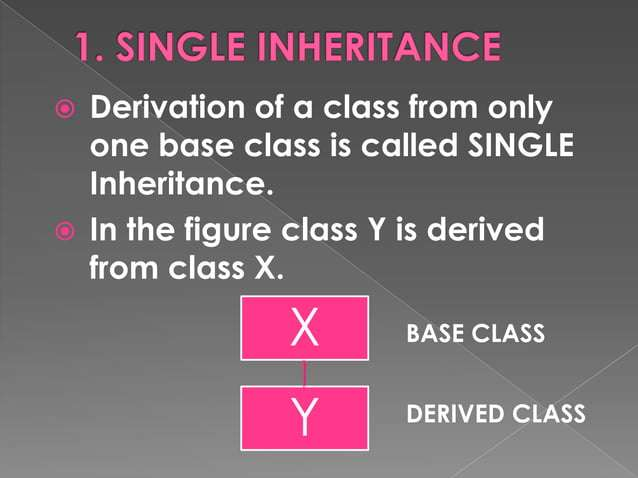 1. SINGLE INHERITANCE
Derivation of a class from only
one base class is called SINGLE
Inheritance.
In the figure class Y is derived
from class X.
X
BASE CLASS
Y
DERIVED CLASS